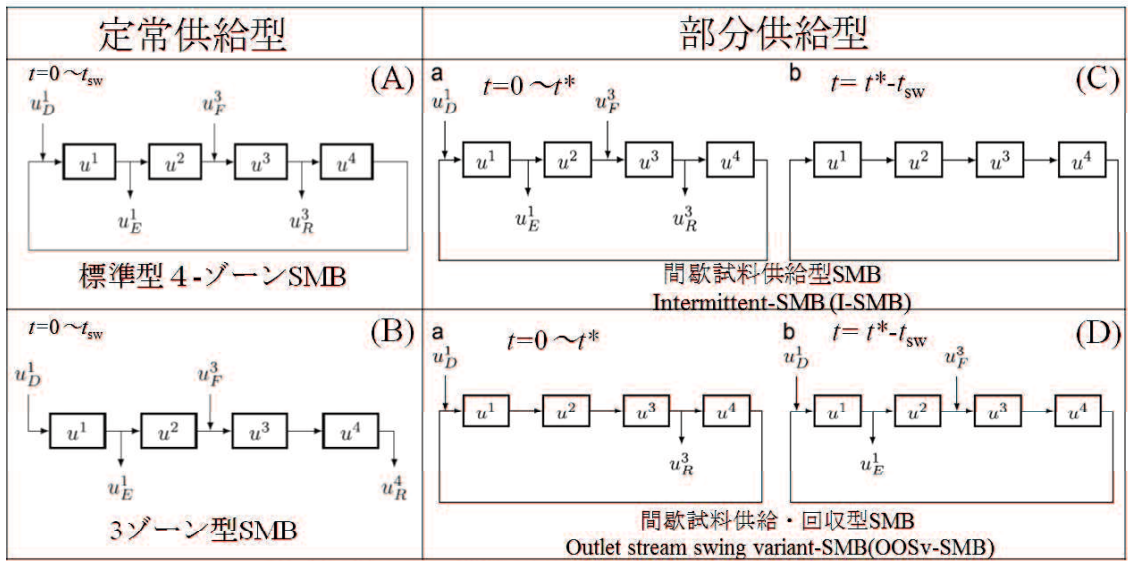 定常供給型
部分供給型
t=0～t_sw
(A)
u_D^1
u_F^3
u^1
u^2
u^3
u^4
u_E^1
u_R^3
標準型４-ゾーンSMB
a
t=0～t*
b
t= t*-t_sw
(C)
u_D^1
u_F^3
u^1
u^2
u^3
u^4
u_E^1
u_R^3
u^1
u^2
u^3
u^4
間歇試料供給型SMB
Intermittent-SMB (I-SMB)
t=0～t_sw
(B)
u_D^1
u_F^3
u^1
u^2
u^3
u^4
u_E^1
u_R^4
3ゾーン型SMB
a
t=0～t*
b
t= t*-t_sw
(D)
u_D^1
u^1
u^2
u^3
u^4
u_R^3
u_D^1
u_F^3
u^1
u^2
u^3
u^4
u_E^1
間歇試料供給・回収型SMB
Outlet stream swing variant-SMB(OOSv-SMB)